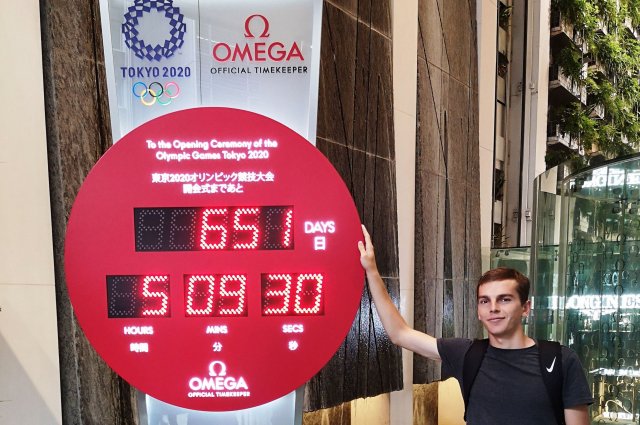 TOKYO 2020
OMEGA
OFFICIAL TIMEKEEPER
To the Opening Ceremony of the
Olympic Games Tokyo 2020
東京2020オリンピック競技大会
開会式まであと
651 DAYS
日
5 09 30
HOURS MINS SECS
時間 分 秒
OMEGA
OFFICIAL TIMEKEEPER